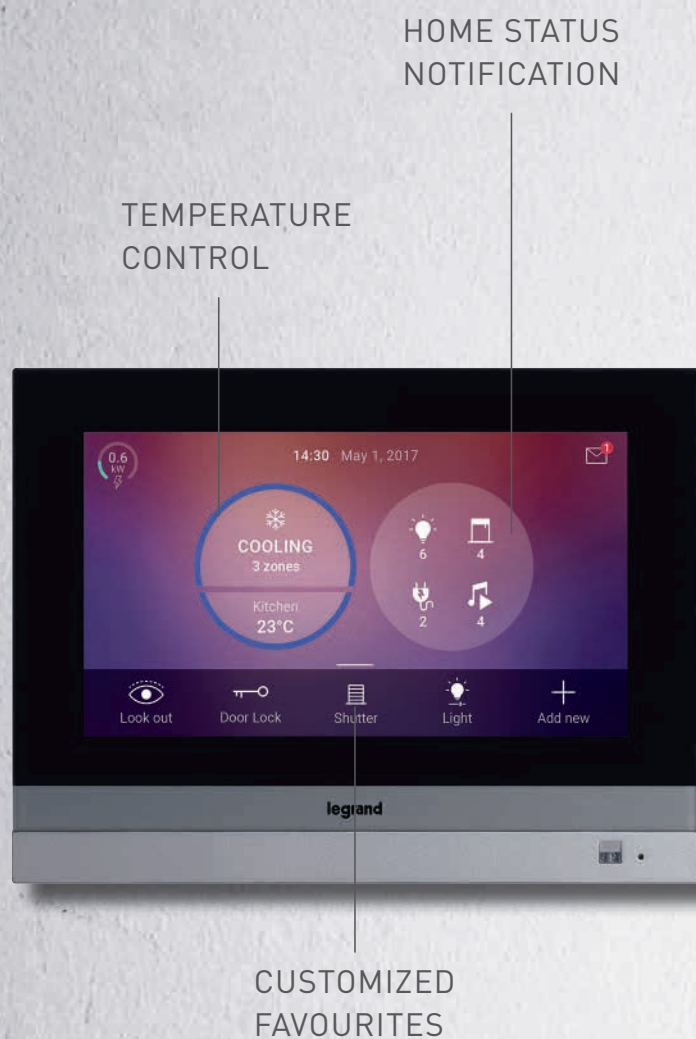 HOME STATUS
NOTIFICATION
TEMPERATURE
CONTROL
0.6
kW
14:30 May 1, 2017
1
COOLING
3 zones
Kitchen
23°C
6
4
2
4
Look out
Door Lock
Shutter
Light
Add new
legrand
CUSTOMIZED
FAVOURITES